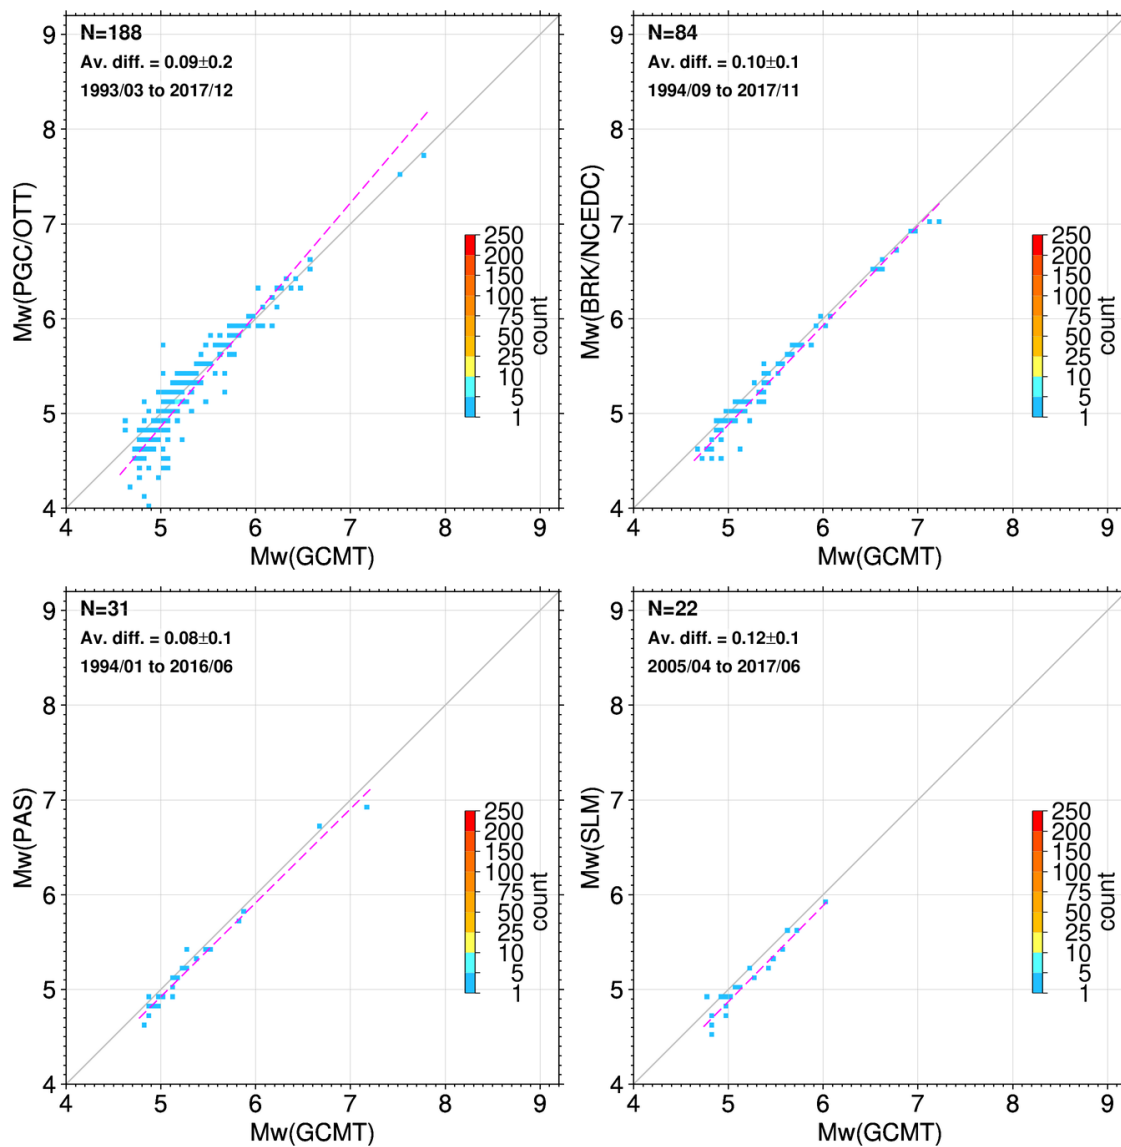 N=188
Av. diff. = 0.09±0.2
1993/03 to 2017/12
Mw(PGC/OTT)
9
8
7
6
5
4
4 5 6 7 8 9
Mw(GCMT)
250
200
150
100
75
50
25
10
5
1
count
N=84
Av. diff. = 0.10±0.1
1994/09 to 2017/11
Mw(BRK/NCEDC)
9
8
7
6
5
4
4 5 6 7 8 9
Mw(GCMT)
250
200
150
100
75
50
25
10
5
1
count
N=31
Av. diff. = 0.08±0.1
1994/01 to 2016/06
Mw(PAS)
9
8
7
6
5
4
4 5 6 7 8 9
Mw(GCMT)
250
200
150
100
75
50
25
10
5
1
count
N=22
Av. diff. = 0.12±0.1
2005/04 to 2017/06
Mw(SLM)
9
8
7
6
5
4
4 5 6 7 8 9
Mw(GCMT)
250
200
150
100
75
50
25
10
5
1
count